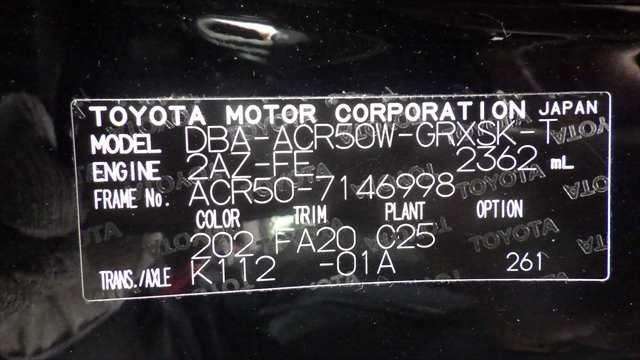 TOYOTA MOTOR CORPORATION JAPAN
MODEL DBA-ACR50W-GRXSK-T
ENGINE 2AZ-FE 2362 mL
FRAME No. ACR50-7146998
COLOR TRIM PLANT OPTION
202 FA20 C25
TRANS./AXLE K112 -01A 261